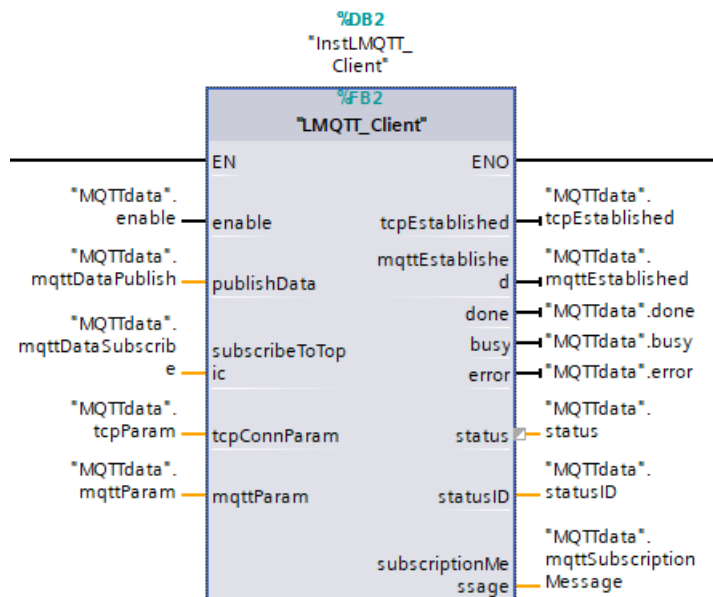 %DB2
"InstLMQTT_
Client"
%FB2
"LMQTT_Client"
EN
ENO
"MQTTdata".
enable
enable
tcpEstablished
"MQTTdata".
tcpEstablished
"MQTTdata".
mqttDataPublish
publishData
mqttEstablishe
d
"MQTTdata".
mqttEstablished
done
"MQTTdata".done
"MQTTdata".
mqttDataSubscrib
e
subscribeToTop
ic
busy
"MQTTdata".busy
error
"MQTTdata".error
"MQTTdata".
tcpParam
tcpConnParam
status
"MQTTdata".
status
"MQTTdata".
mqttParam
mqttParam
statusID
"MQTTdata".
statusID
subscriptionMe
ssage
"MQTTdata".
mqttSubscription
Message